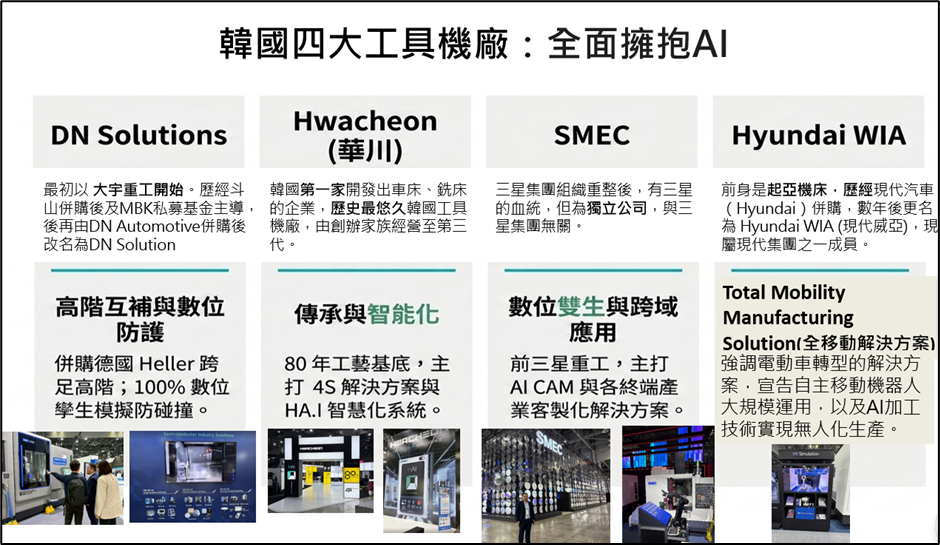 韓國四大工具機廠：全面擁抱AI
DN Solutions
最初以 大宇重工開始。歷經斗
山併購後及MBK私募基金主導，
後再由DN Automotive併購後
改名為DN Solution
高階互補與數位
防護
併購德國 Heller 跨
足高階；100% 數位
孿生模擬防碰撞。
Hwacheon
(華川)
韓國第一家開發出車床、銑床
的企業，歷史最悠久韓國工具
機廠，由創辦家族經營至第三
代。
傳承與智能化
80 年工藝基底，主
打 4S 解決方案與
HA.I 智慧化系統。
SMEC
三星集團組織重整後，有三星
的血統，但為獨立公司，與三
星集團無關。
數位雙生與跨域
應用
前三星重工，主打
AI CAM 與各終端產
業客製化解決方案。
Hyundai WIA
前身是起亞機床，歷經現代汽車
（Hyundai）併購，數年後更名
為 Hyundai WIA (現代威亞)，現
屬現代集團之一成員。
Total Mobility
Manufacturing
Solution(全移動解決方案)
強調電動車轉型的解決方
案，宣告自主移動機器人
大規模運用，以及AI加工
技術實現無人化生產。
Semiconductor Industry Solutions
HWACHEON
HWACHEON
SMEC
VR Simulation